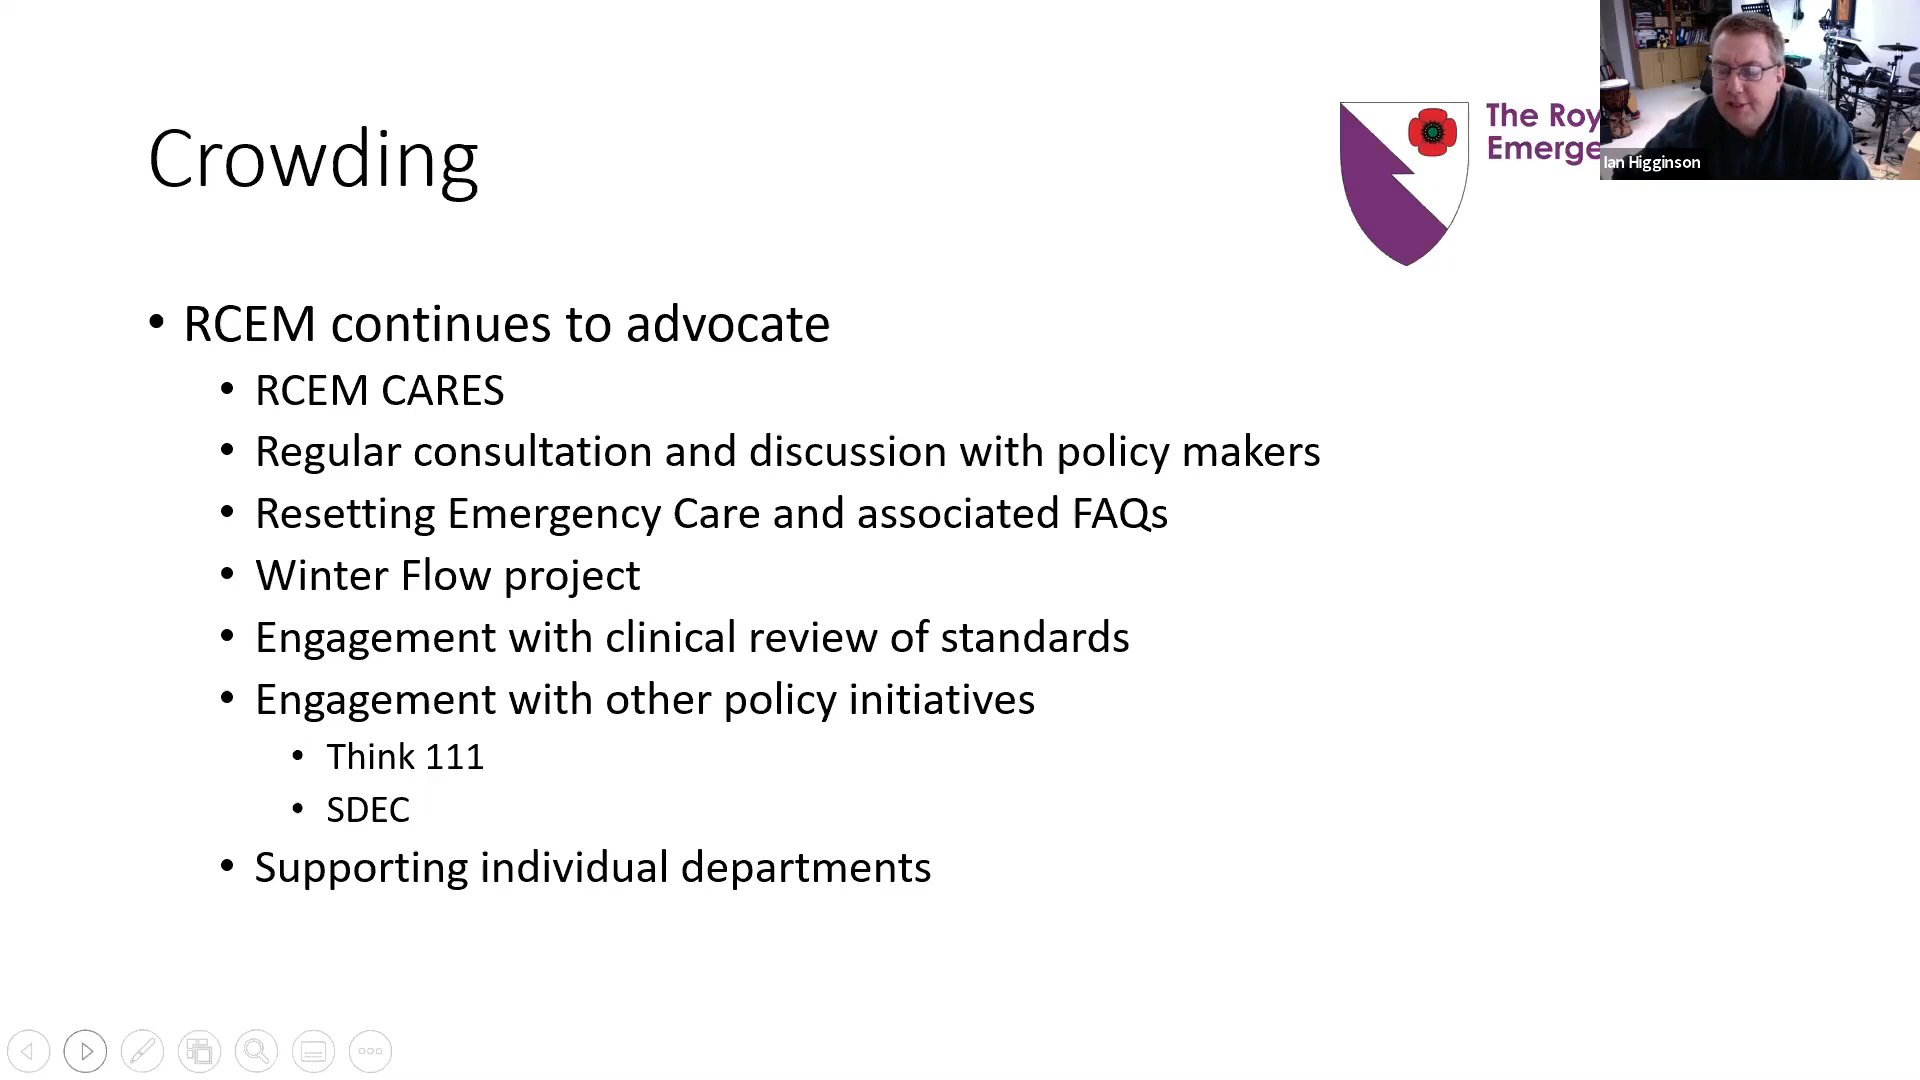 Crowding
The Roy
Emerge
Ian Higginson
• RCEM continues to advocate
• RCEM CARES
• Regular consultation and discussion with policy makers
• Resetting Emergency Care and associated FAQs
• Winter Flow project
• Engagement with clinical review of standards
• Engagement with other policy initiatives
• Think 111
• SDEC
• Supporting individual departments